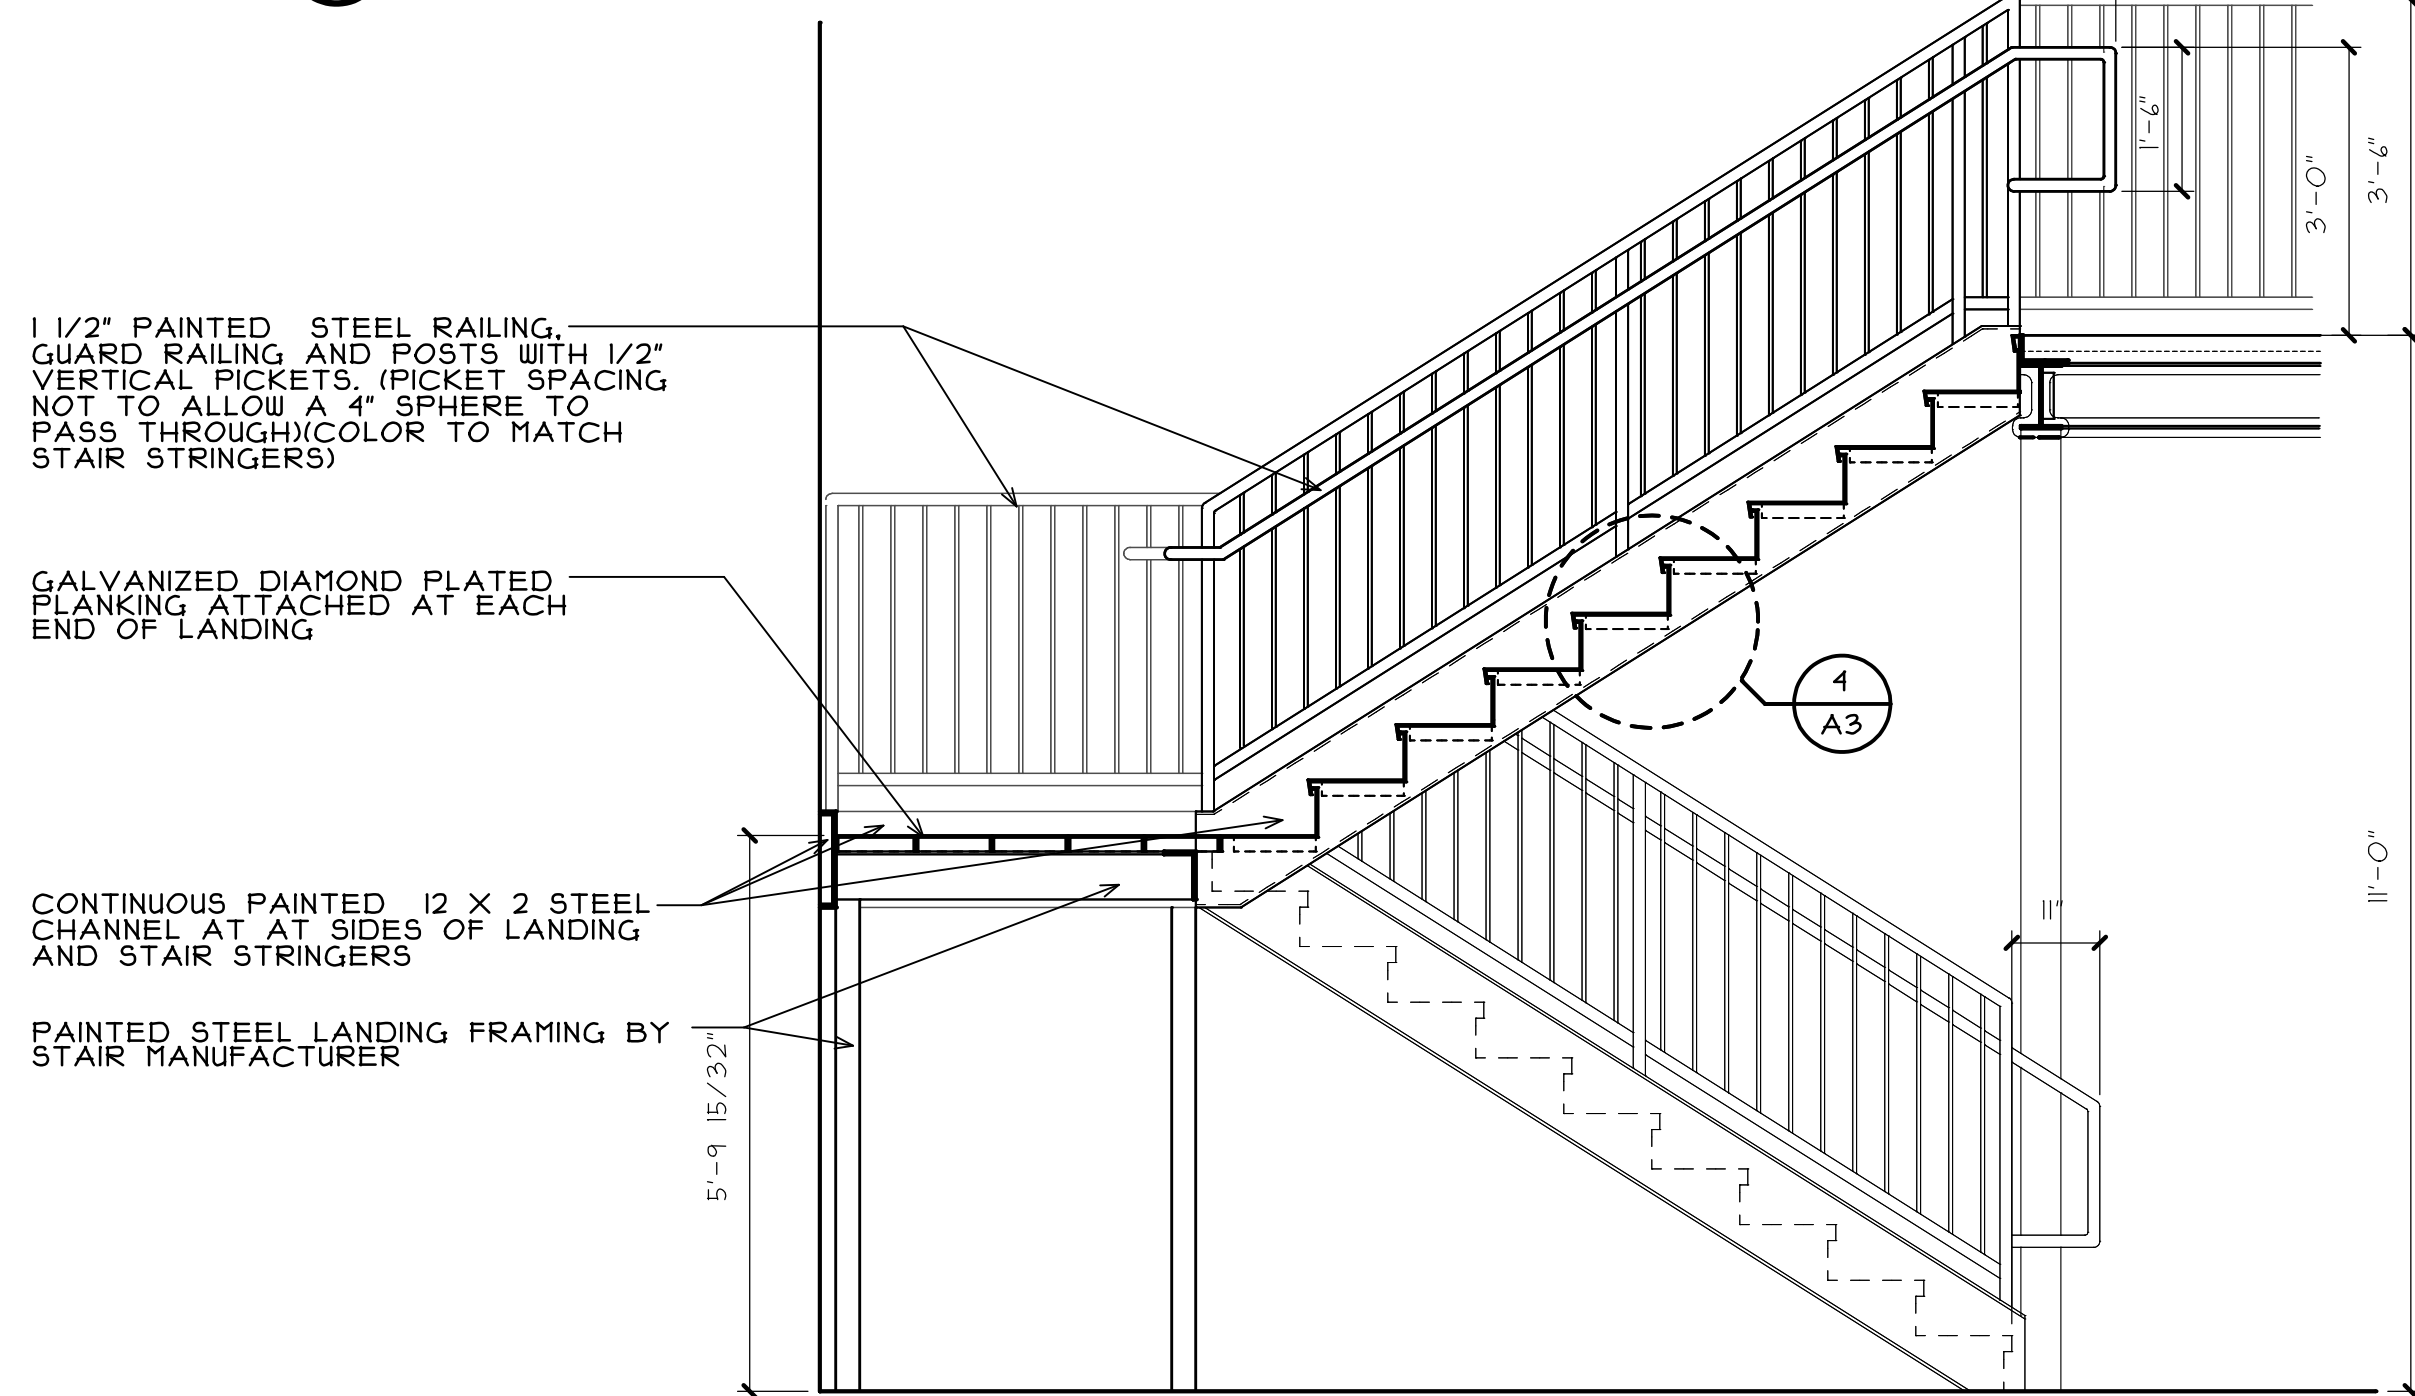 1 1/2" PAINTED STEEL RAILING,
GUARD RAILING AND POSTS WITH 1/2"
VERTICAL PICKETS. (PICKET SPACING
NOT TO ALLOW A 4" SPHERE TO
PASS THROUGH)(COLOR TO MATCH
STAIR STRINGERS)
GALVANIZED DIAMOND PLATED
PLANKING ATTACHED AT EACH
END OF LANDING
CONTINUOUS PAINTED 12 X 2 STEEL
CHANNEL AT AT SIDES OF LANDING
AND STAIR STRINGERS
PAINTED STEEL LANDING FRAMING BY
STAIR MANUFACTURER
5'-9 15/32"
4
A3
1'-6"
3'-0"
3'-6"
11"
11'-0"